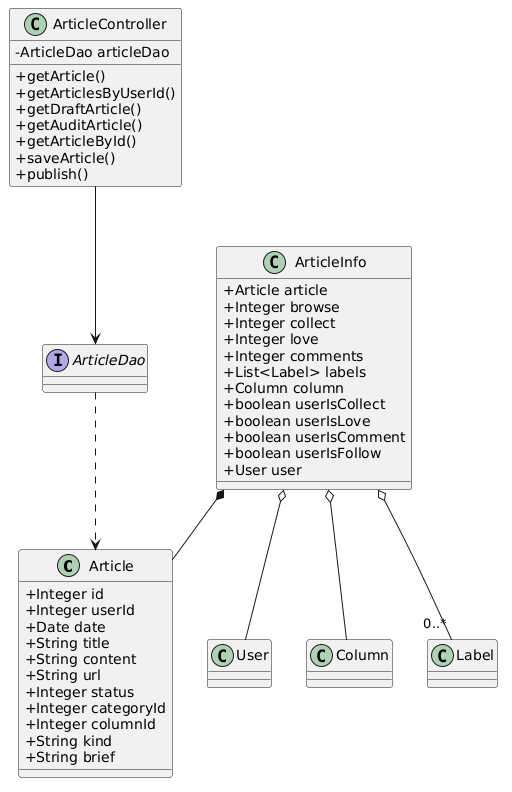 C ArticleController
-ArticleDao articleDao
+getArticle()
+getArticlesByUserId()
+getDraftArticle()
+getAuditArticle()
+getArticleById()
+saveArticle()
+publish()
C ArticleInfo
+Article article
+Integer browse
+Integer collect
+Integer love
+Integer comments
+List<Label> labels
+Column column
+boolean userIsCollect
+boolean userIsLove
+boolean userIsComment
+boolean userIsFollow
+User user
I ArticleDao
C Article
+Integer id
+Integer userId
+Date date
+String title
+String content
+String url
+Integer status
+Integer categoryId
+Integer columnId
+String kind
+String brief
0..*
C User
C Column
C Label